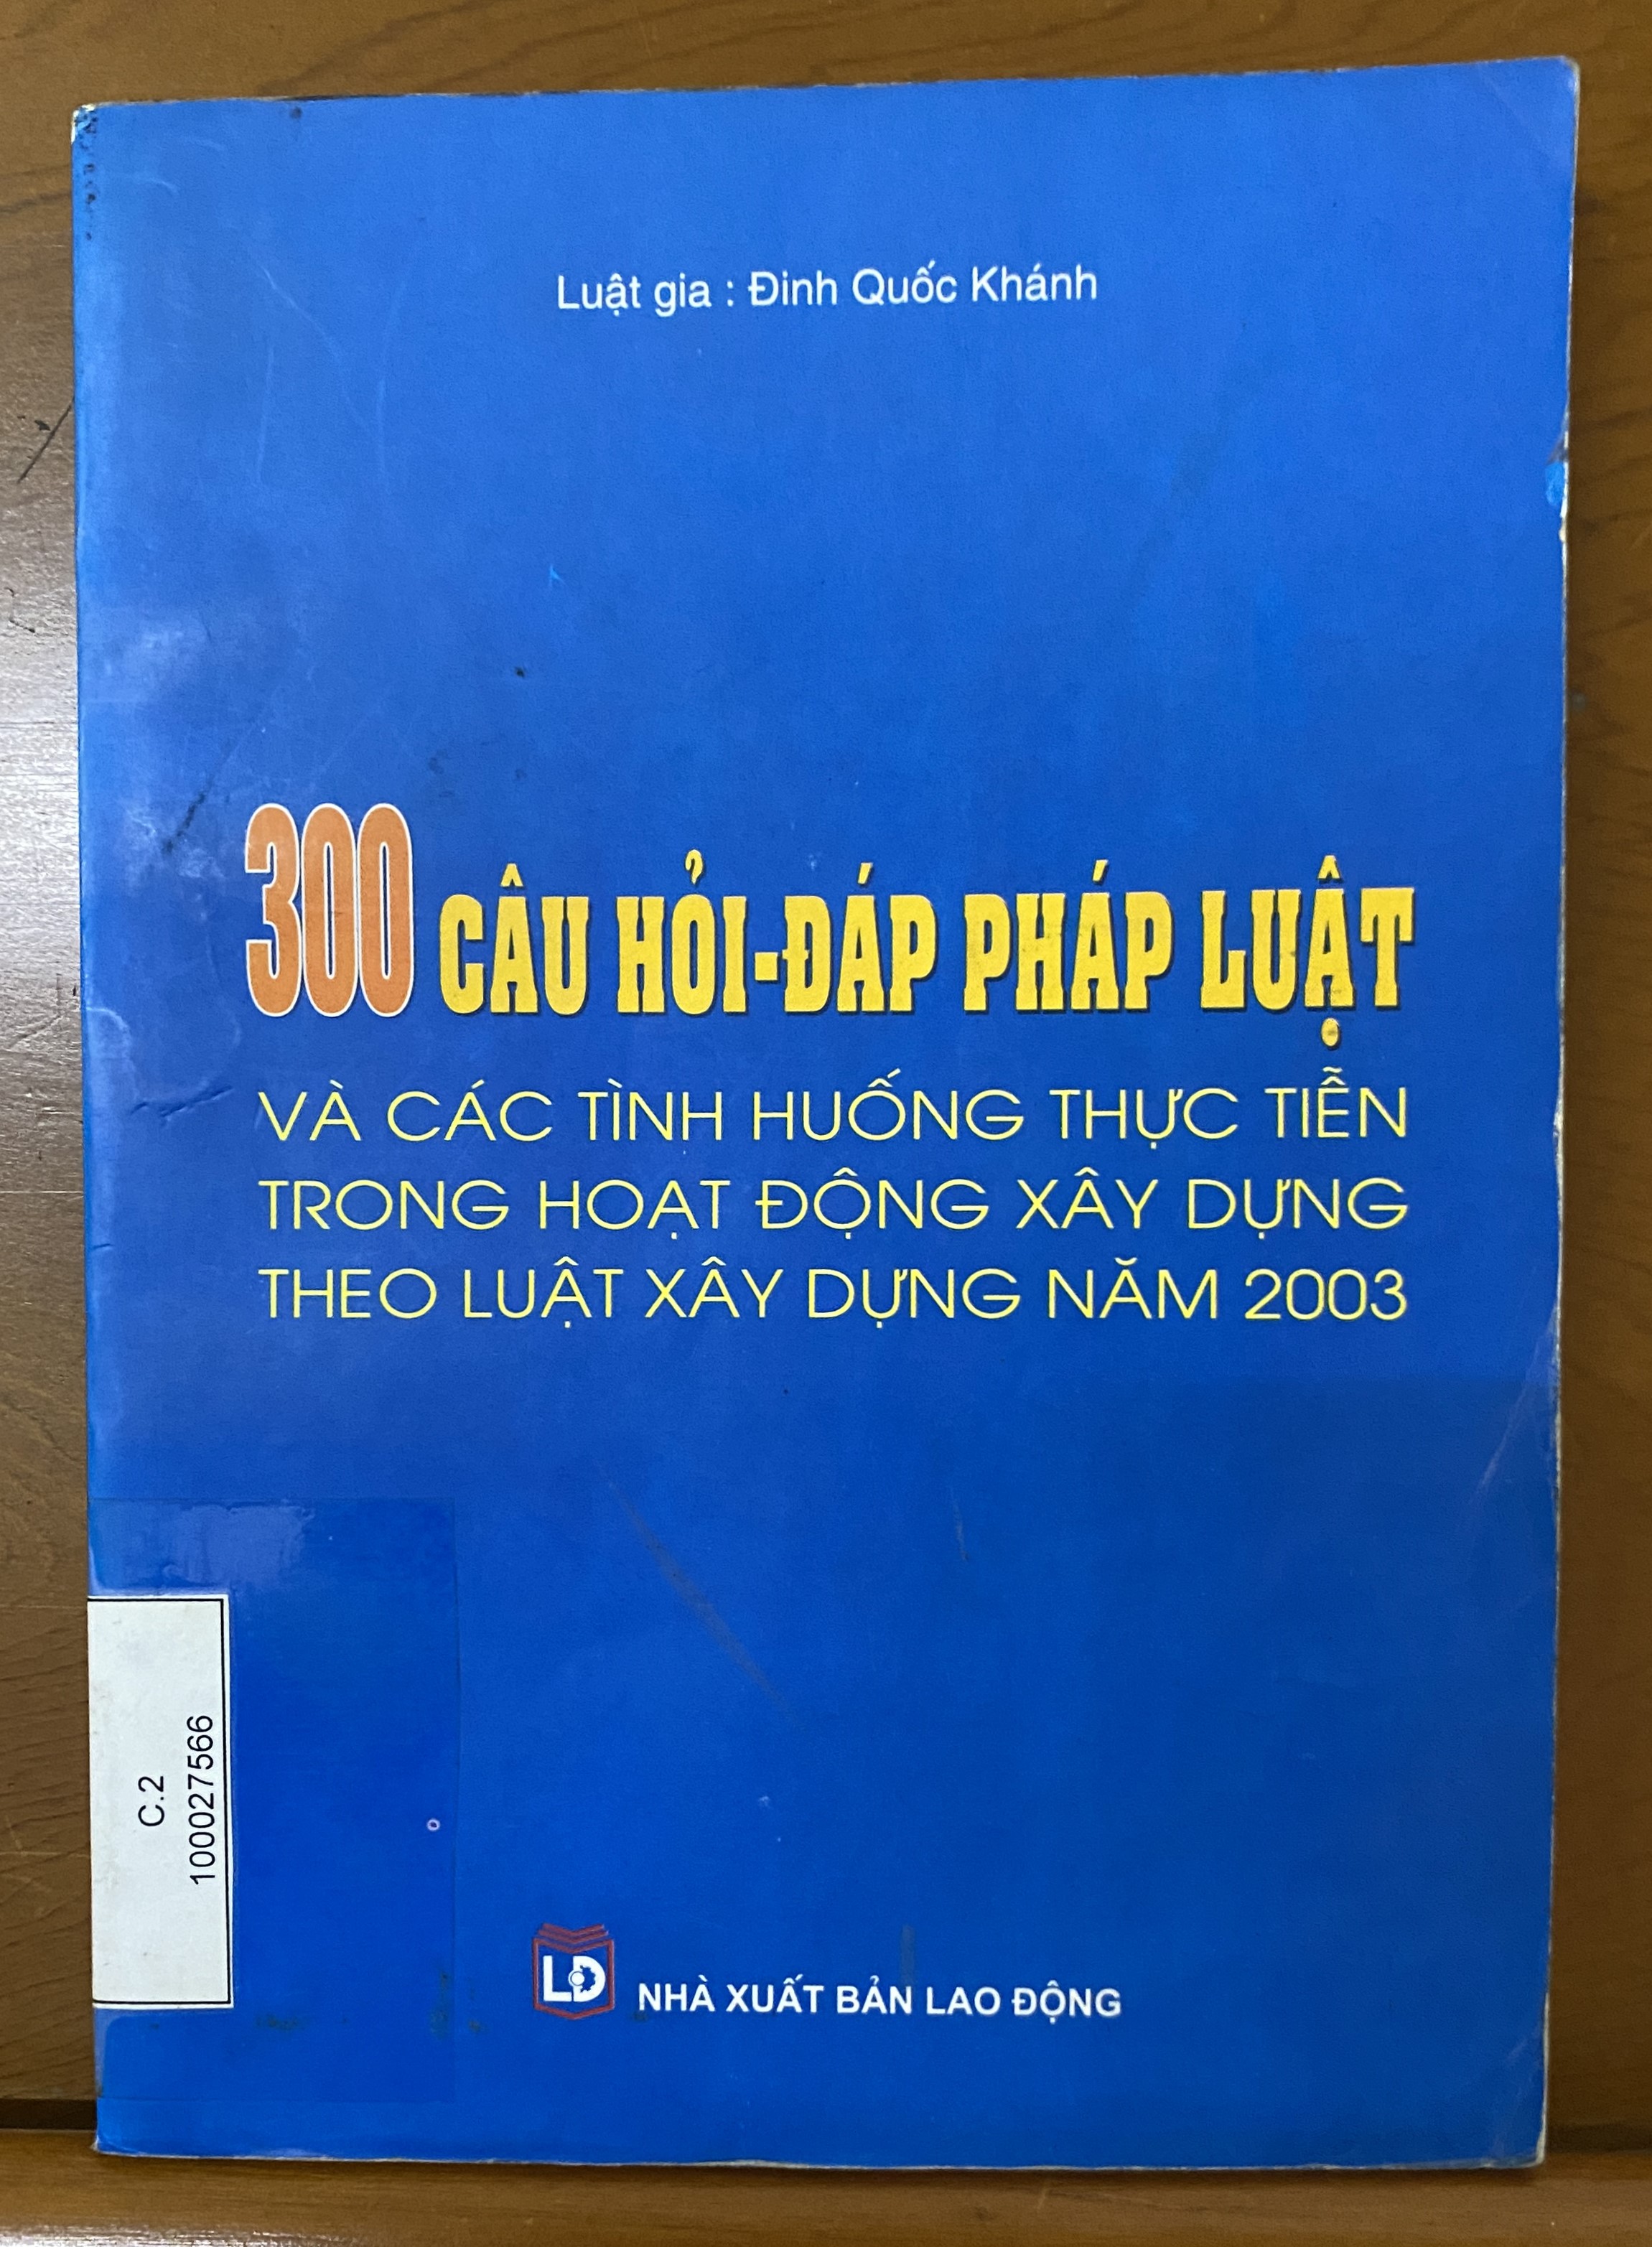 Luật gia : Đinh Quốc Khánh
300 CÂU HỎI-ĐÁP PHÁP LUẬT
VÀ CÁC TÌNH HUỐNG THỰC TIỄN
TRONG HOẠT ĐỘNG XÂY DỰNG
THEO LUẬT XÂY DỰNG NĂM 2003
C.2
100027566
LĐ
NHÀ XUẤT BẢN LAO ĐỘNG